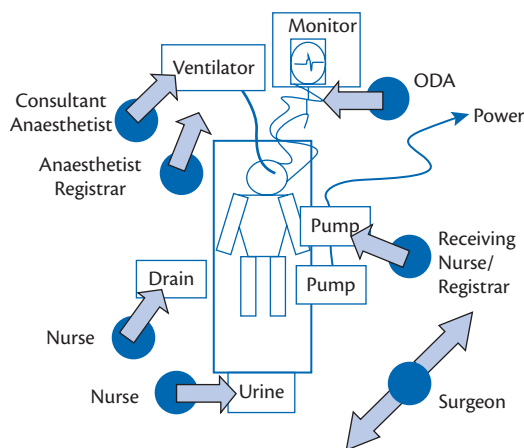 Monitor
Ventilator
ODA
Consultant
Anaesthetist
Power
Anaesthetist
Registrar
Pump
Receiving
Nurse/
Registrar
Drain
Pump
Nurse
Nurse
Urine
Surgeon